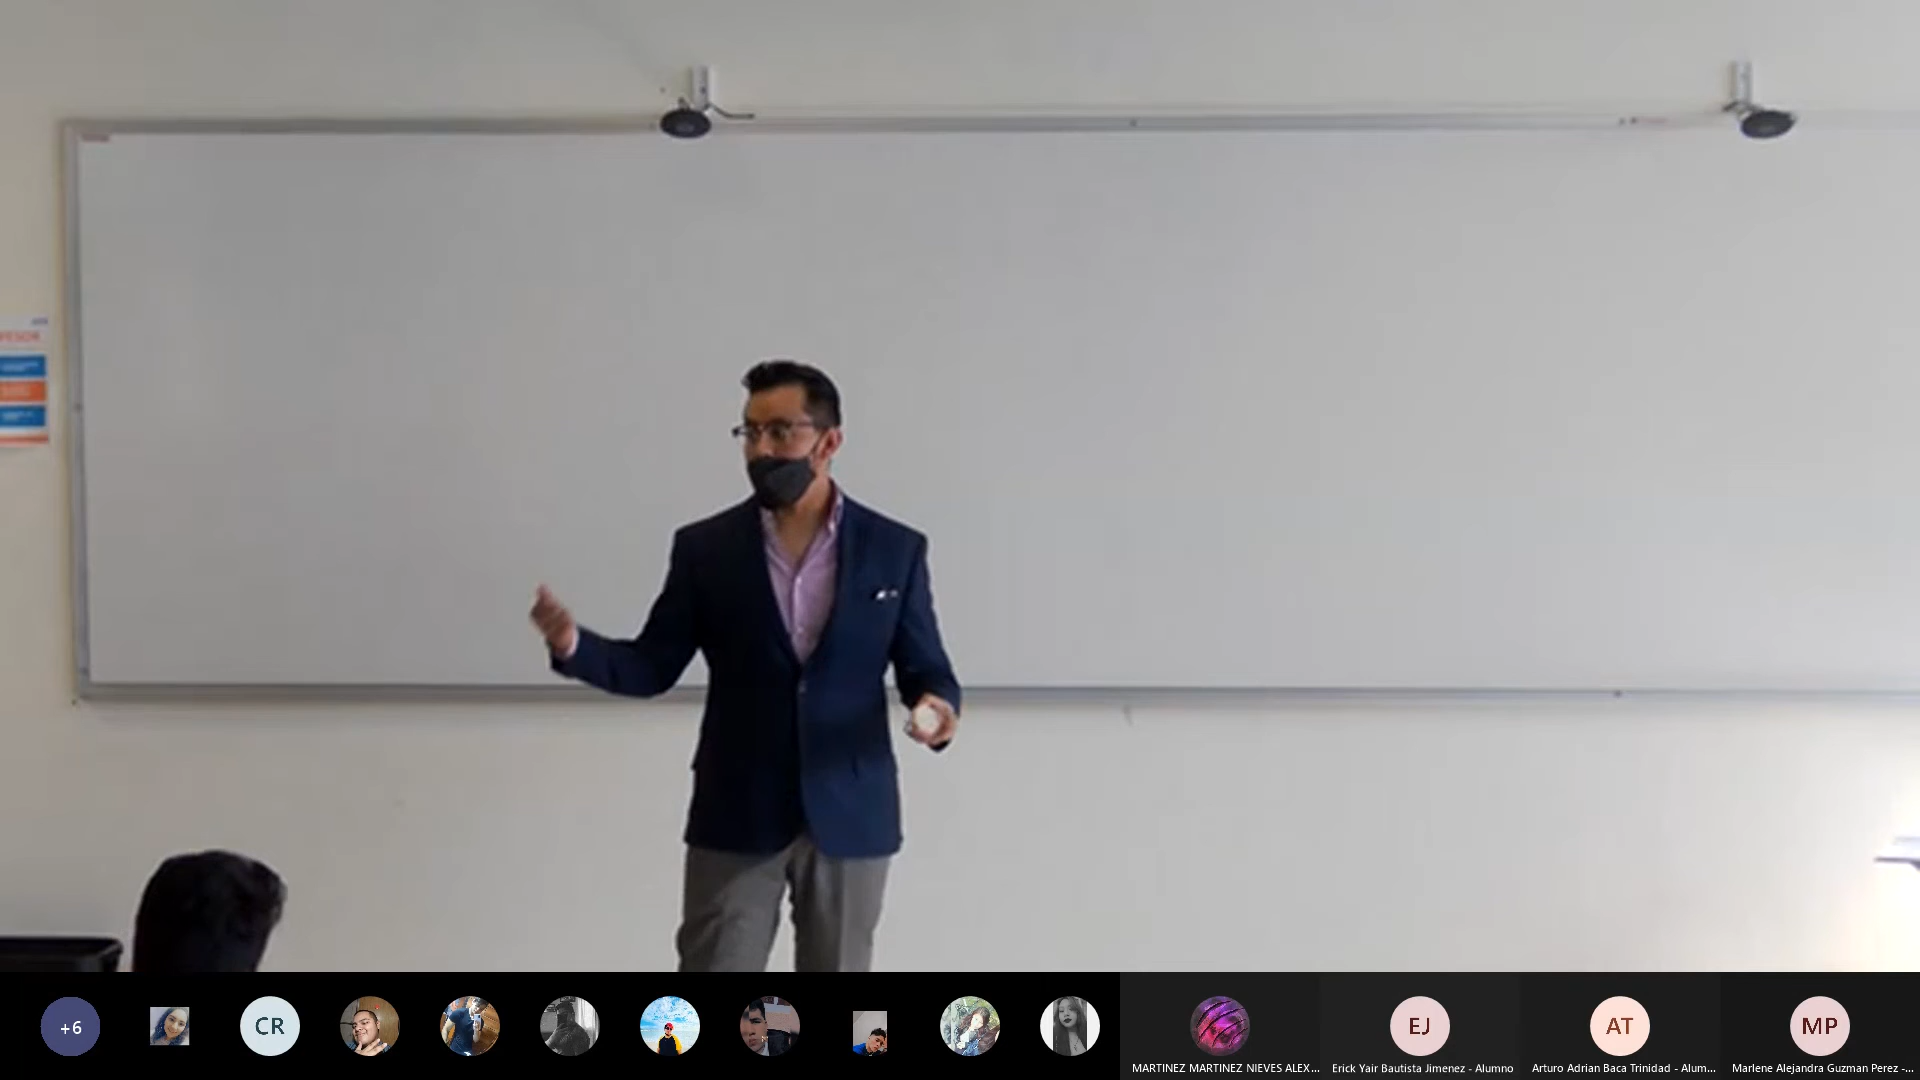 +6
CR
EJ
AT
MP
MARTINEZ MARTINEZ NIEVES ALEX...
Erick Yair Bautista Jimenez - Alumno
Arturo Adrian Baca Trinidad - Alum...
Marlene Alejandra Guzman Perez -...